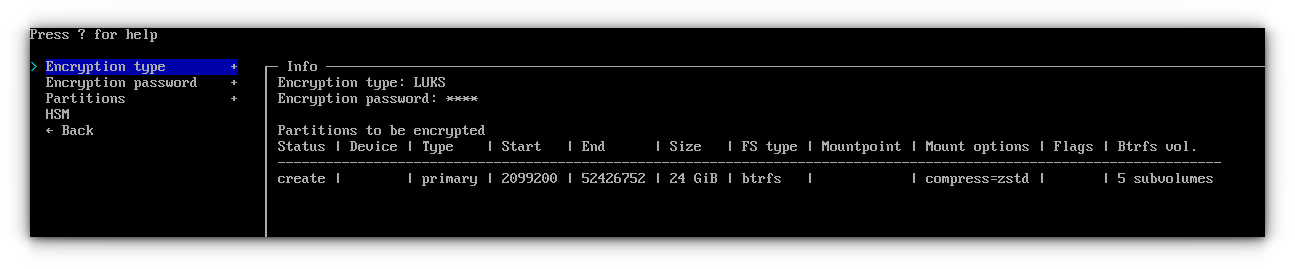 Press ? for help
> Encryption type +
Encryption password +
Partitions +
HSM
← Back
Info
Encryption type: LUKS
Encryption password: ****
Partitions to be encrypted
Status | Device | Type | Start | End | Size | FS type | Mountpoint | Mount options | Flags | Btrfs vol.
create | | primary | 2099200 | 52426752 | 24 GiB | btrfs | | compress=zstd | | 5 subvolumes